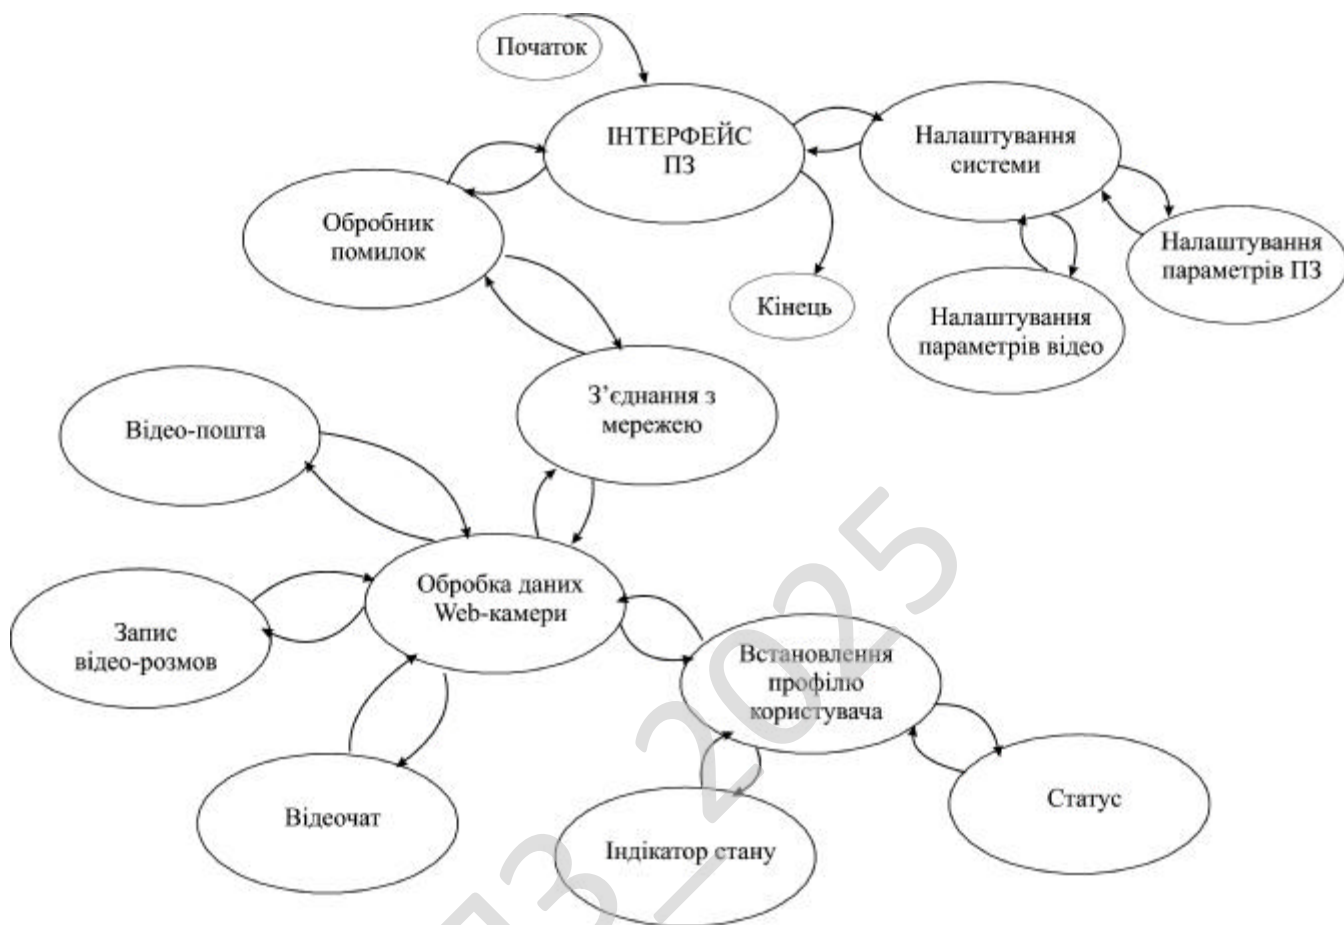 Початок
ІНТЕРФЕЙС
ПЗ
Налаштування
системи
Обробник
помилок
Налаштування
параметрів ПЗ
Кінець
Налаштування
параметрів відео
З’єднання з
мережею
Відео-пошта
Обробка даних
Web-камери
Запис
відео-розмов
Встановлення
профілю
користувача
Статус
Відеочат
Індікатор стану